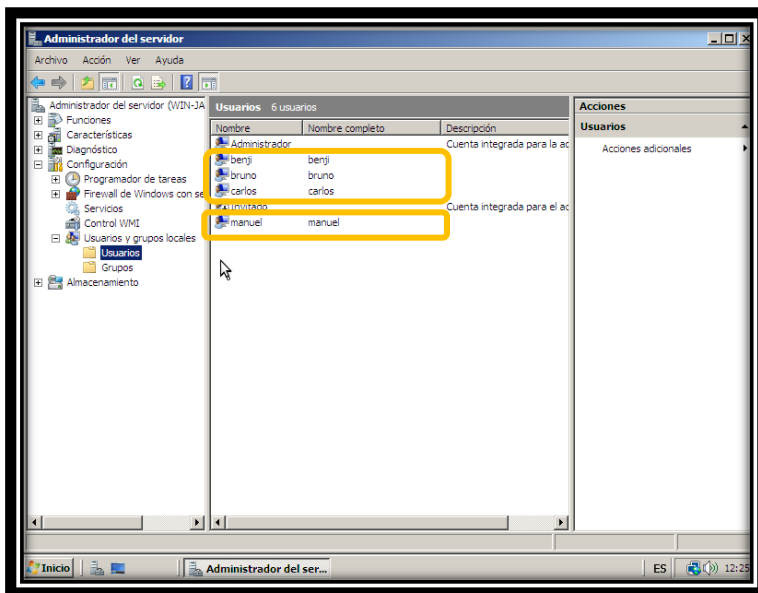 Administrador del servidor
Archivo Acción Ver Ayuda
Administrador del servidor (WIN-JA
Funciones
Características
Diagnóstico
Configuración
Programador de tareas
Firewall de Windows con se
Servicios
Control WMI
Usuarios y grupos locales
Usuarios
Grupos
Almacenamiento
Usuarios 6 usuarios
Nombre Nombre completo Descripción
Administrador Cuenta integrada para la ad
benji benji
bruno bruno
carlos carlos
Invitado Cuenta integrada para el ac
manuel manuel
Acciones
Usuarios
Acciones adicionales
Inicio
Administrador del ser...
ES
12:25